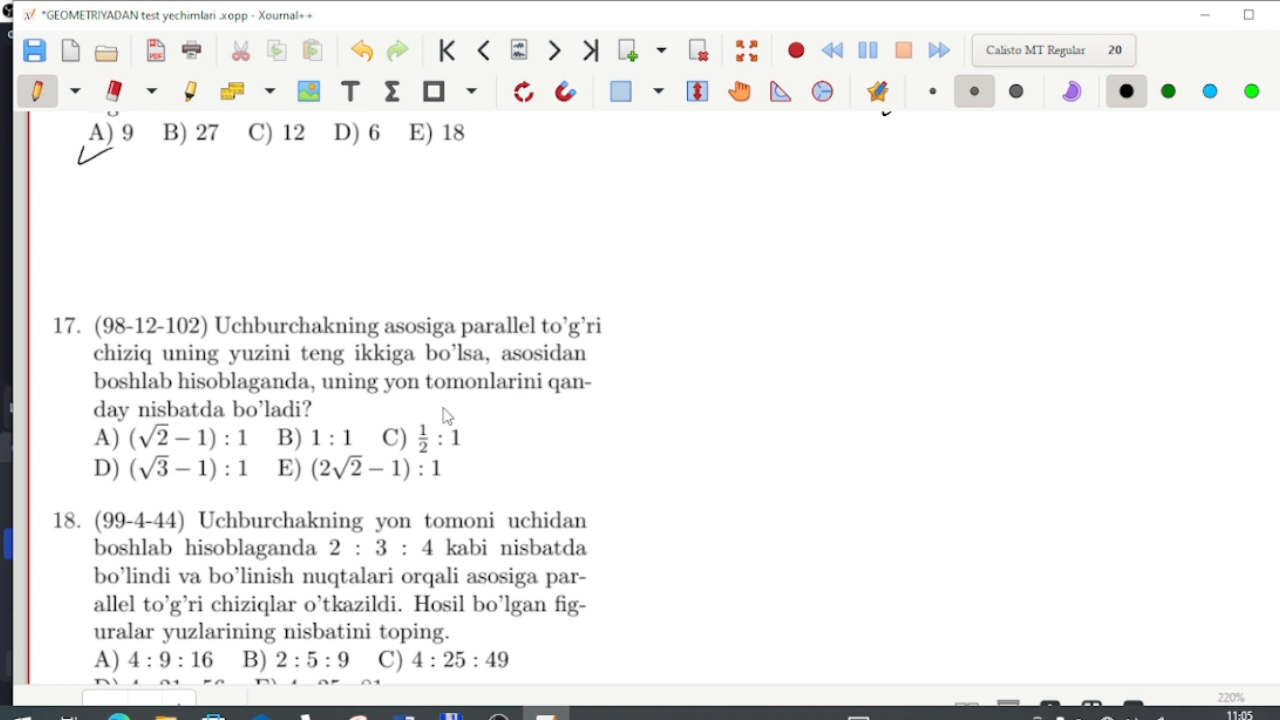 *GEOMETRIYADAN test yechimlari .xopp - Xournal++
Calisto MT Regular 20
A) 9 B) 27 C) 12 D) 6 E) 18
17. (98-12-102) Uchburchakning asosiga parallel to'g'ri
chiziq uning yuzini teng ikkiga bo'lsa, asosidan
boshlab hisoblaganda, uning yon tomonlarini qan-
day nisbatda bo'ladi?
A) (√2 − 1) : 1 B) 1 : 1 C) 1/2 : 1
D) (√3 − 1) : 1 E) (2√2 − 1) : 1
18. (99-4-44) Uchburchakning yon tomoni uchidan
boshlab hisoblaganda 2 : 3 : 4 kabi nisbatda
bo'lindi va bo'linish nuqtalari orqali asosiga par-
allel to'g'ri chiziqlar o'tkazildi. Hosil bo'lgan fig-
uralar yuzlarining nisbatini toping.
A) 4 : 9 : 16 B) 2 : 5 : 9 C) 4 : 25 : 49
220%
11:05